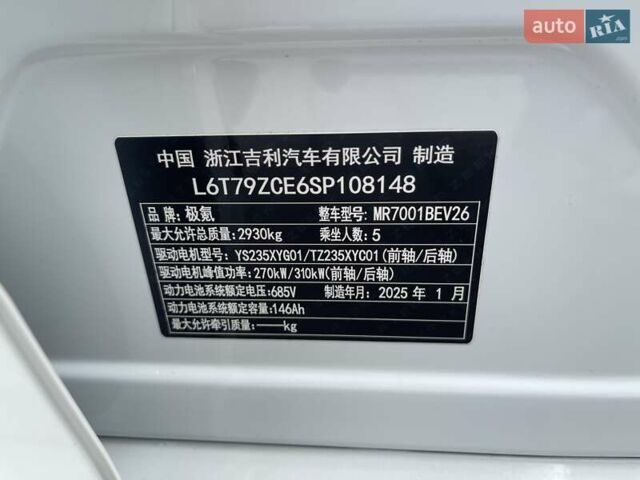 auto RIA.com
中国 浙江吉利汽车有限公司 制造
L6T79ZCE6SP108148
品牌:极氪 整车型号:MR7001BEV26
最大允许总质量:2930kg 乘坐人数:5
驱动电机型号:YS235XYG01/TZ235XYC01(前轴/后轴)
驱动电机峰值功率:270kW/310kW(前轴/后轴)
动力电池系统额定电压:685V 制造年月:2025年 1月
动力电池系统额定容量:146Ah
最大允许牵引质量:——kg